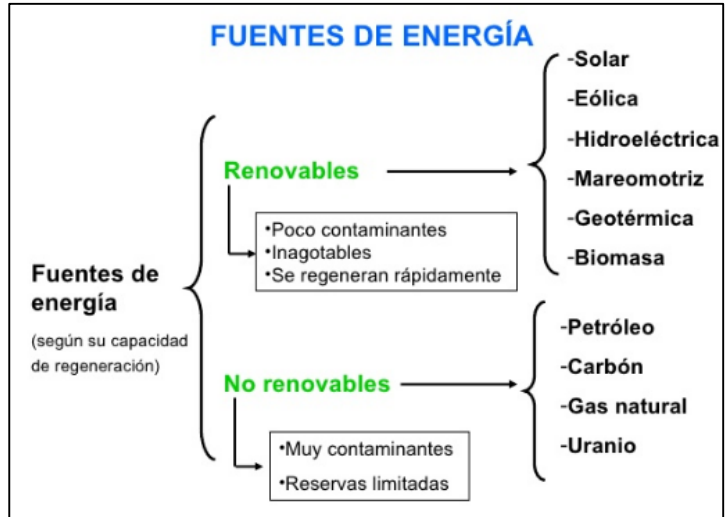 FUENTES DE ENERGÍA
Fuentes de
energía
(según su capacidad
de regeneración)
Renovables
•Poco contaminantes
•Inagotables
•Se regeneran rápidamente
-Solar
-Eólica
-Hidroeléctrica
-Mareomotriz
-Geotérmica
-Biomasa
No renovables
•Muy contaminantes
•Reservas limitadas
-Petróleo
-Carbón
-Gas natural
-Uranio